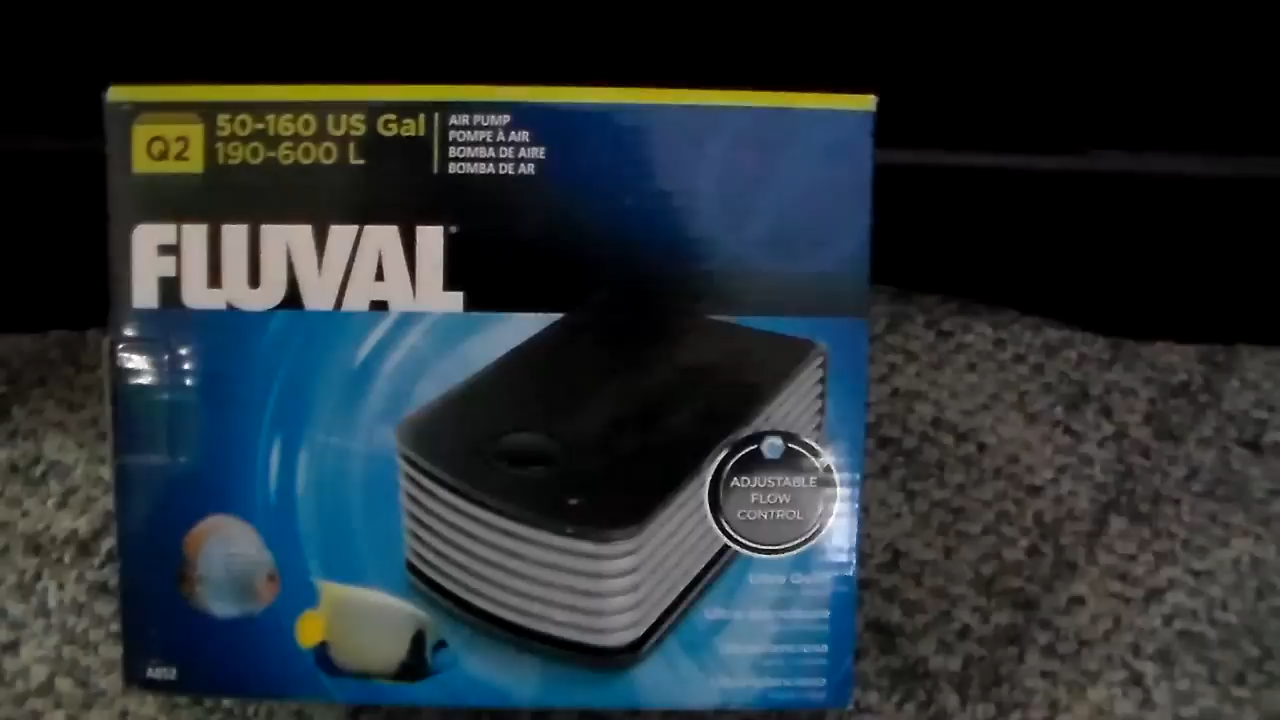 Q2
50-160 US Gal
190-600 L
AIR PUMP
POMPE À AIR
BOMBA DE AIRE
BOMBA DE AR
FLUVAL
ADJUSTABLE
FLOW
CONTROL